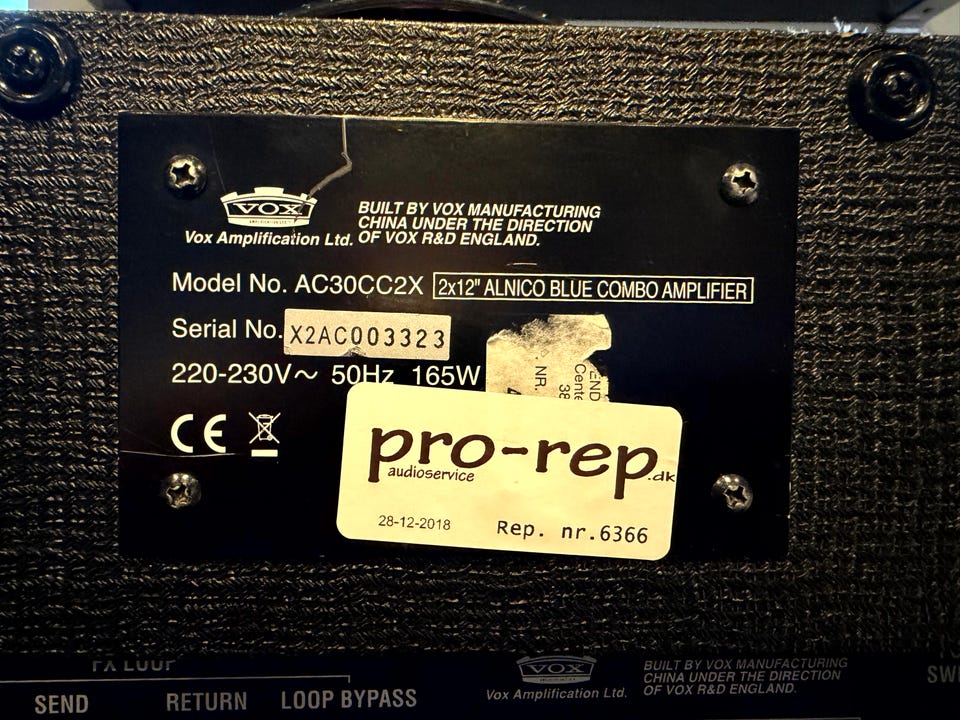 VOX
Vox Amplification Ltd.
BUILT BY VOX MANUFACTURING
CHINA UNDER THE DIRECTION
OF VOX R&D ENGLAND.
Model No. AC30CC2X 2x12" ALNICO BLUE COMBO AMPLIFIER
Serial No. X2AC003323
220-230V~ 50Hz 165W
NR.
CE
pro-rep.dk
audioservice
28-12-2018 Rep. nr.6366
FX LOOP
SEND RETURN LOOP BYPASS
VOX
Vox Amplification Ltd.
BUILT BY VOX MANUFACTURING
CHINA UNDER THE DIRECTION
OF VOX R&D ENGLAND.